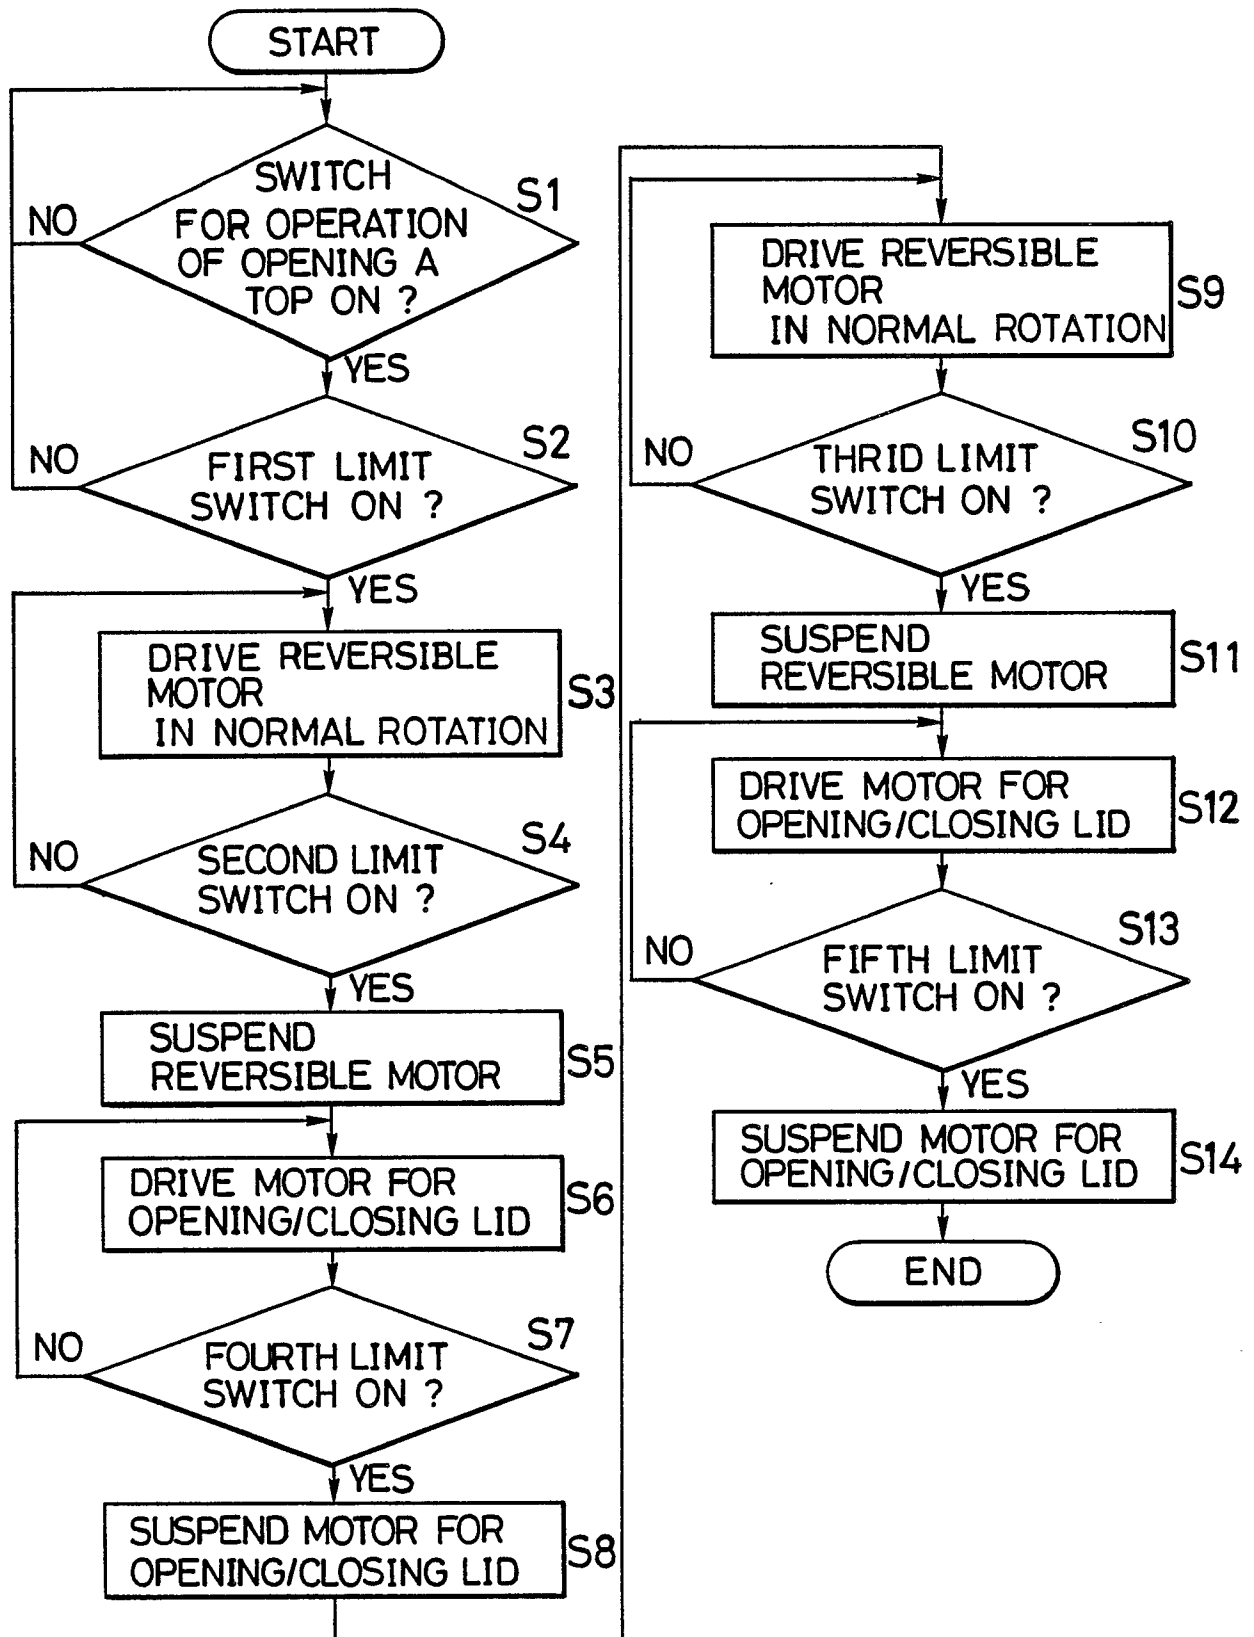 START
SWITCH
FOR OPERATION
OF OPENING A
TOP ON ?
S1
NO
YES
FIRST LIMIT
SWITCH ON ?
S2
NO
YES
DRIVE REVERSIBLE
MOTOR
IN NORMAL ROTATION
S3
SECOND LIMIT
SWITCH ON ?
S4
NO
YES
SUSPEND
REVERSIBLE MOTOR
S5
DRIVE MOTOR FOR
OPENING/CLOSING LID
S6
FOURTH LIMIT
SWITCH ON ?
S7
NO
YES
SUSPEND MOTOR FOR
OPENING/CLOSING LID
S8
DRIVE REVERSIBLE
MOTOR
IN NORMAL ROTATION
S9
THRID LIMIT
SWITCH ON ?
S10
NO
YES
SUSPEND
REVERSIBLE MOTOR
S11
DRIVE MOTOR FOR
OPENING/CLOSING LID
S12
FIFTH LIMIT
SWITCH ON ?
S13
NO
YES
SUSPEND MOTOR FOR
OPENING/CLOSING LID
S14
END